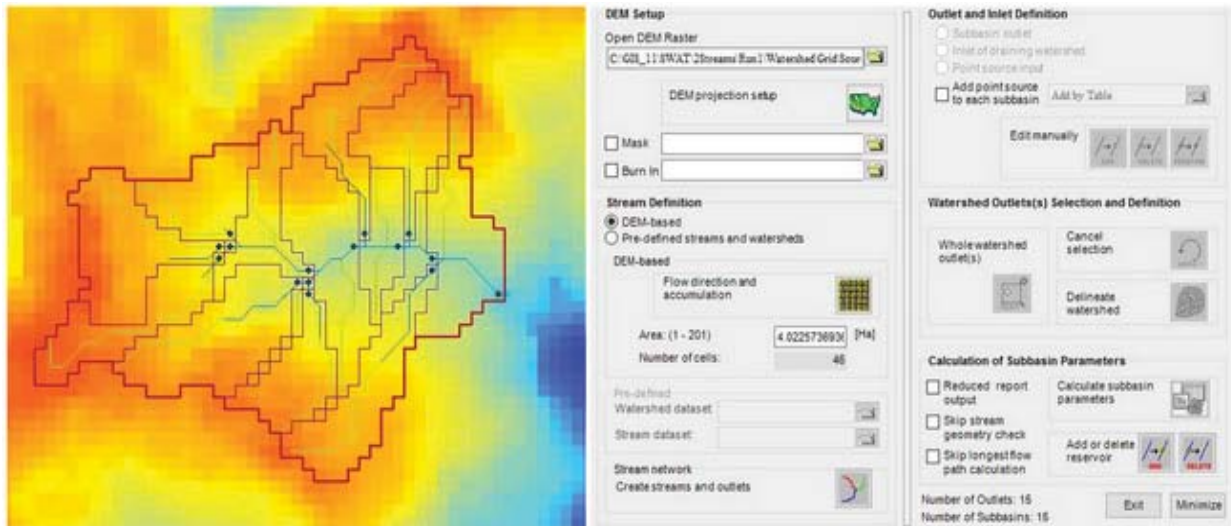 DEM Setup
Open DEM Raster
DEM projection setup
Mask
Burn In
Stream Definition
DEM-based
Pre-defined streams and watersheds
DEM-based
Flow direction and
accumulation
Area: (1 - 201)
[Ha]
Number of cells:
46
Pre-defined
Watershed dataset:
Stream dataset:
Stream network
Create streams and outlets
Outlet and Inlet Definition
Subbasin outlet
Inlet of draining watershed
Point source input
Add point source
to each subbasin
Add by Table
Edit manually
Watershed Outlets(s) Selection and Definition
Whole watershed
outlet(s)
Cancel
selection
Delineate
watershed
Calculation of Subbasin Parameters
Reduced report
output
Skip stream
geometry check
Skip longest flow
path calculation
Calculate subbasin
parameters
Add or delete
reservoir
ADD
DELETE
Number of Outlets: 15
Number of Subbasins: 15
Exit
Minimize